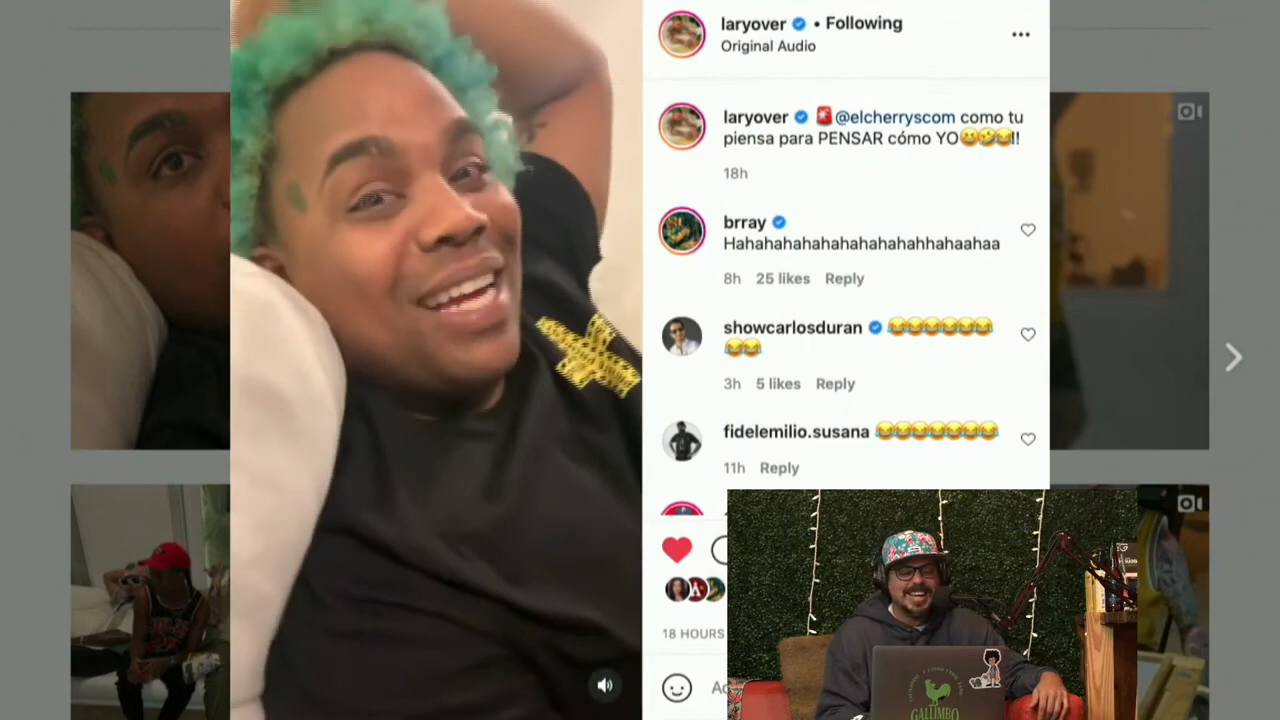 laryover • Following
Original Audio
laryover 🚨@elcherryscom como tu
piensa para PENSAR cómo YO😆🤣😂!!
18h
brray
Hahahahahahahahahahahhahaahaa
8h 25 likes Reply
showcarlosduran 😂😂😂😂😂😂
😂😂
3h 5 likes Reply
fidelemilio.susana 😂😂😂😂😂😂😂
11h Reply
18 HOURS
GALLIMBO